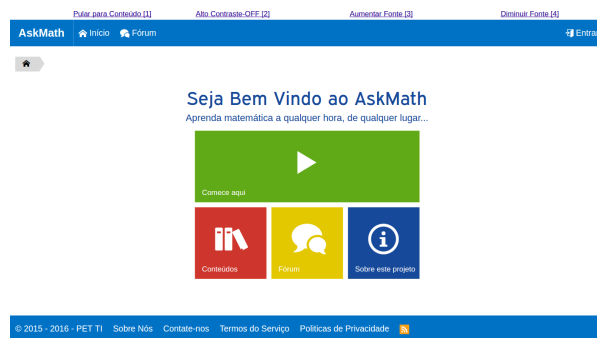 Pular para Conteúdo [1] Alto Contraste-OFF [2] Aumentar Fonte [3] Diminuir Fonte [4]
AskMath Início Fórum Entrar
Seja Bem Vindo ao AskMath
Aprenda matemática a qualquer hora, de qualquer lugar...
Comece aqui
Conteúdos Fórum Sobre este projeto
© 2015 - 2016 - PET TI Sobre Nós Contate-nos Termos do Serviço Politicas de Privacidade